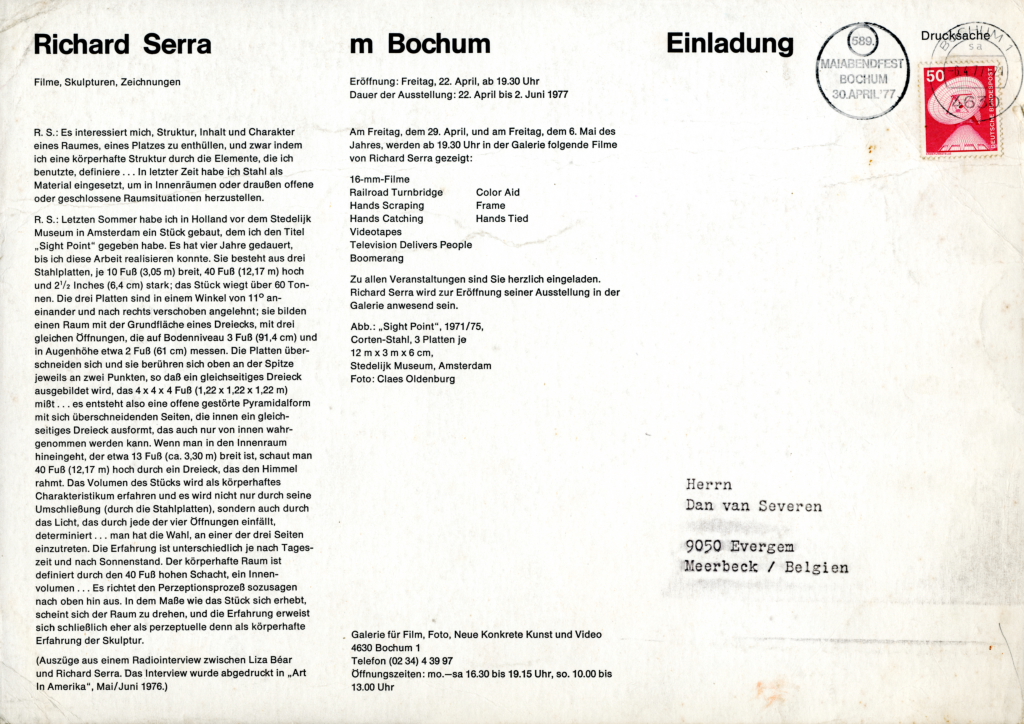 Richard Serra
Filme, Skulpturen, Zeichnungen
R. S.: Es interessiert mich, Struktur, Inhalt und Charakter
eines Raumes, eines Platzes zu enthüllen, und zwar indem
ich eine körperhafte Struktur durch die Elemente, die ich
benutzte, definiere . . . In letzter Zeit habe ich Stahl als
Material eingesetzt, um in Innenräumen oder draußen offene
oder geschlossene Raumsituationen herzustellen.
R. S.: Letzten Sommer habe ich in Holland vor dem Stedelijk
Museum in Amsterdam ein Stück gebaut, dem ich den Titel
„Sight Point“ gegeben habe. Es hat vier Jahre gedauert,
bis ich diese Arbeit realisieren konnte. Sie besteht aus drei
Stahlplatten, je 10 Fuß (3,05 m) breit, 40 Fuß (12,17 m) hoch
und 2½ Inches (6,4 cm) stark; das Stück wiegt über 60 Ton-
nen. Die drei Platten sind in einem Winkel von 11° an-
einander und nach rechts verschoben angelehnt; sie bilden
einen Raum mit der Grundfläche eines Dreiecks, mit drei
gleichen Öffnungen, die auf Bodenniveau 3 Fuß (91,4 cm) und
in Augenhöhe etwa 2 Fuß (61 cm) messen. Die Platten über-
schneiden sich und sie berühren sich oben an der Spitze
jeweils an zwei Punkten, so daß ein gleichseitiges Dreieck
ausgebildet wird, das 4 x 4 x 4 Fuß (1,22 x 1,22 x 1,22 m)
mißt . . . es entsteht also eine offene gestörte Pyramidalform
mit sich überschneidenden Seiten, die innen ein gleich-
seitiges Dreieck ausformt, das auch nur von innen wahr-
genommen werden kann. Wenn man in den Innenraum
hineingeht, der etwa 13 Fuß (ca. 3,30 m) breit ist, schaut man
40 Fuß (12,17 m) hoch durch ein Dreieck, das den Himmel
rahmt. Das Volumen des Stücks wird als körperhaftes
Charakteristikum erfahren und es wird nicht nur durch seine
Umschließung (durch die Stahlplatten), sondern auch durch
das Licht, das durch jede der vier Öffnungen einfällt,
determiniert . . . man hat die Wahl, an einer der drei Seiten
einzutreten. Die Erfahrung ist unterschiedlich je nach Tages-
zeit und nach Sonnenstand. Der körperhafte Raum ist
definiert durch den 40 Fuß hohen Schacht, ein Innen-
volumen . . . Es richtet den Perzeptionsprozeß sozusagen
nach oben hin aus. In dem Maße wie das Stück sich erhebt,
scheint sich der Raum zu drehen, und die Erfahrung erweist
sich schließlich eher als perzeptuelle denn als körperhafte
Erfahrung der Skulptur.
(Auszüge aus einem Radiointerview zwischen Liza Béar
und Richard Serra. Das Interview wurde abgedruckt in „Art
In Amerika“, Mai/Juni 1976.)
m Bochum
Eröffnung: Freitag, 22. April, ab 19.30 Uhr
Dauer der Ausstellung: 22. April bis 2. Juni 1977
Am Freitag, dem 29. April, und am Freitag, dem 6. Mai des
Jahres, werden ab 19.30 Uhr in der Galerie folgende Filme
von Richard Serra gezeigt:
16-mm-Filme
Railroad Turnbridge Color Aid
Hands Scraping Frame
Hands Catching Hands Tied
Videotapes
Television Delivers People
Boomerang
Zu allen Veranstaltungen sind Sie herzlich eingeladen.
Richard Serra wird zur Eröffnung seiner Ausstellung in der
Galerie anwesend sein.
Abb.: „Sight Point“, 1971/75,
Corten-Stahl, 3 Platten je
12 m x 3 m x 6 cm,
Stedelijk Museum, Amsterdam
Foto: Claes Oldenburg
Galerie für Film, Foto, Neue Konkrete Kunst und Video
4630 Bochum 1
Telefon (02 34) 4 39 97
Öffnungszeiten: mo.—sa 16.30 bis 19.15 Uhr, so. 10.00 bis
13.00 Uhr
Einladung
589.
MAIABENDFEST
BOCHUM
30.APRIL'77
Drucksache
BOCHUM 1
4630
50
DEUTSCHE BUNDESPOST
Herrn
Dan van Severen
9050 Evergem
Meerbeck / Belgien